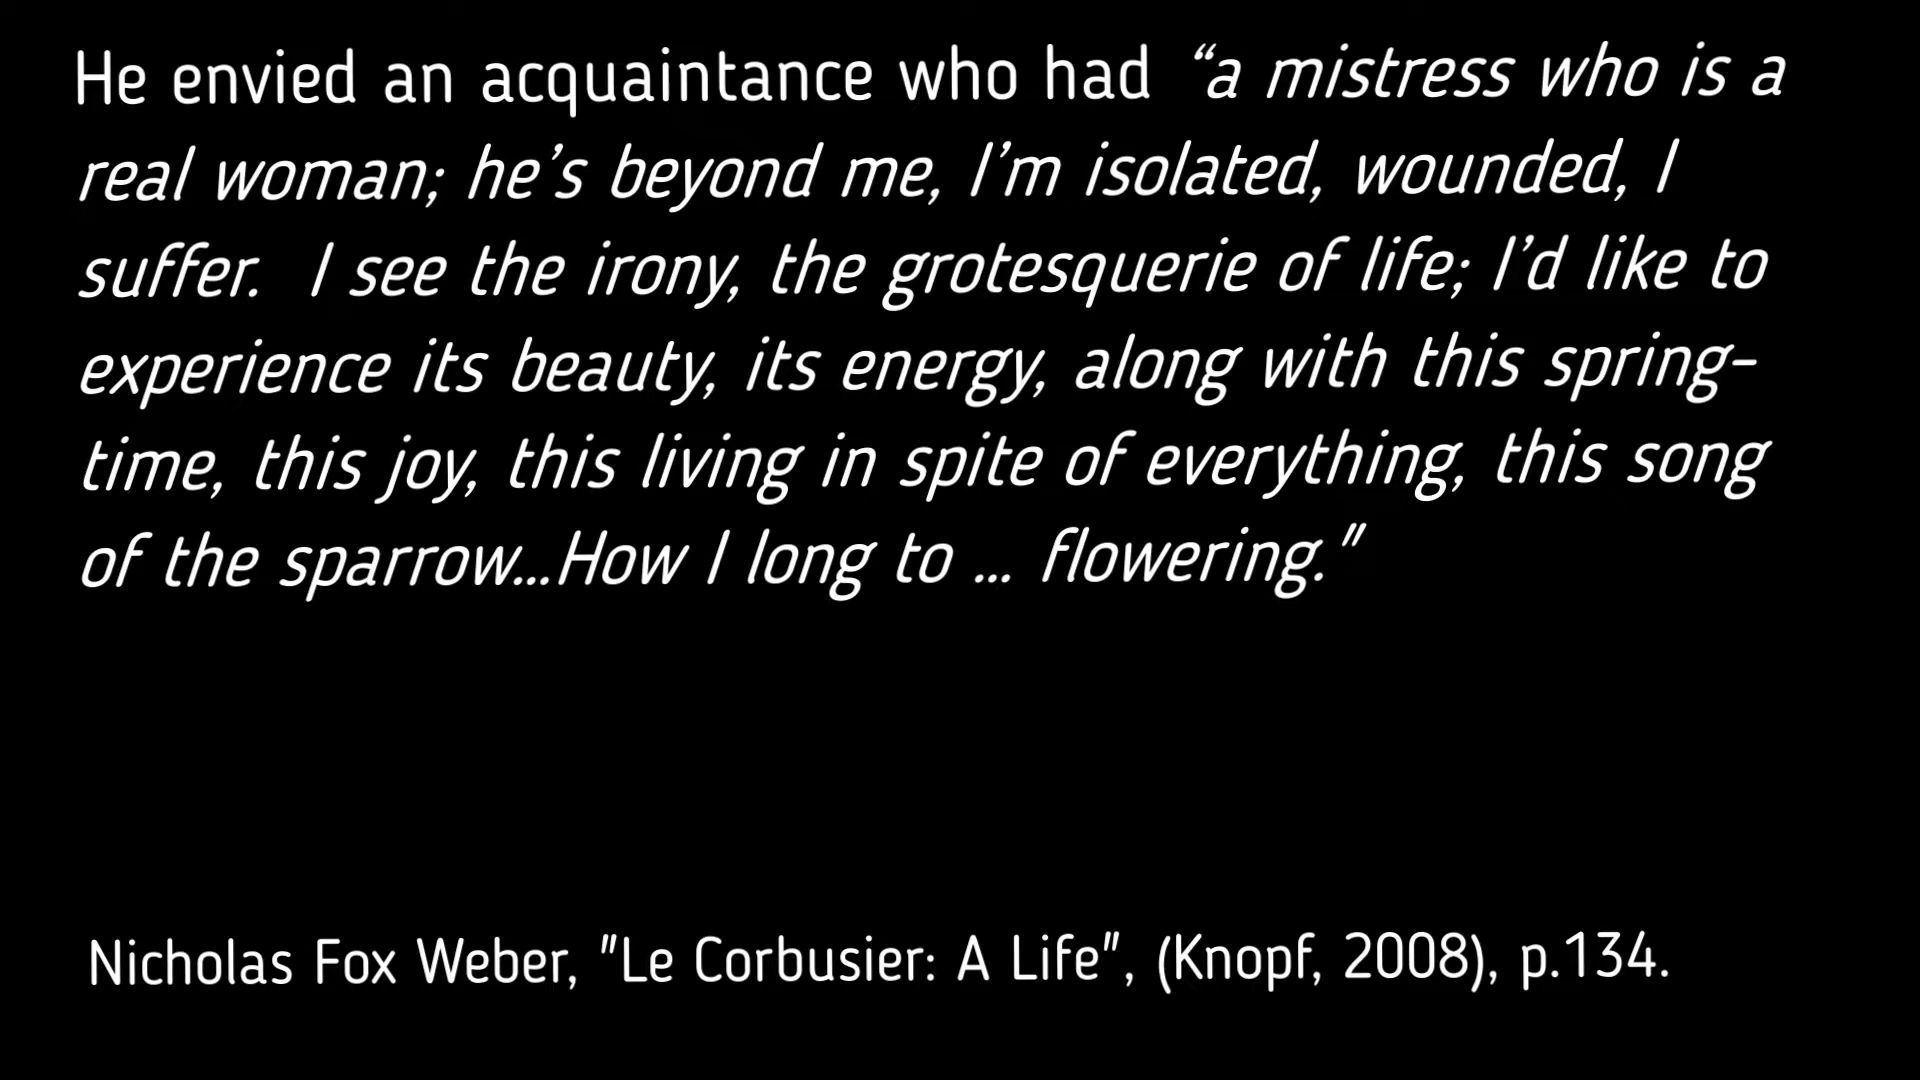 He envied an acquaintance who had “a mistress who is a
real woman; he’s beyond me, I’m isolated, wounded, I
suffer.  I see the irony, the grotesquerie of life; I’d like to
experience its beauty, its energy, along with this spring-
time, this joy, this living in spite of everything, this song
of the sparrow...How I long to ... flowering."
Nicholas Fox Weber, "Le Corbusier: A Life", (Knopf, 2008), p.134.